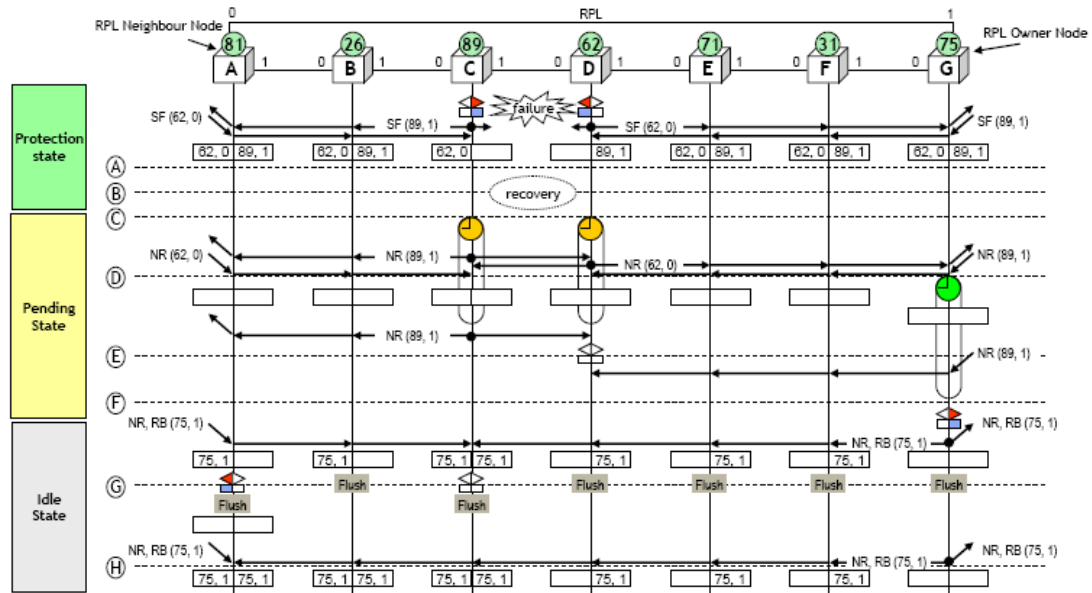 0 RPL 1
RPL Neighbour Node
RPL Owner Node
81 26 89 62 71 31 75
A 1 0 B 1 0 C 1 0 D 1 0 E 1 0 F 1 0 G
Protection
state
failure
SF (62, 0) SF (89, 1) SF (62, 0) SF (89, 1)
62, 0 89, 1 62, 0 89, 1 62, 0 89, 1 62, 0 89, 1 62, 0 89, 1 62, 0 89, 1
A
B recovery
C
Pending
State
NR (62, 0) NR (89, 1) NR (62, 0) NR (89, 1)
D
NR (89, 1)
E
NR (89, 1)
F
Idle
State
NR, RB (75, 1) NR, RB (75, 1) NR, RB (75, 1)
75, 1 75, 1 75, 1 75, 1 75, 1 75, 1 75, 1
G Flush Flush Flush Flush Flush
Flush Flush
NR, RB (75, 1) NR, RB (75, 1) NR, RB (75, 1)
H
75, 1 75, 1 75, 1 75, 1 75, 1 75, 1 75, 1 75, 1 75, 1